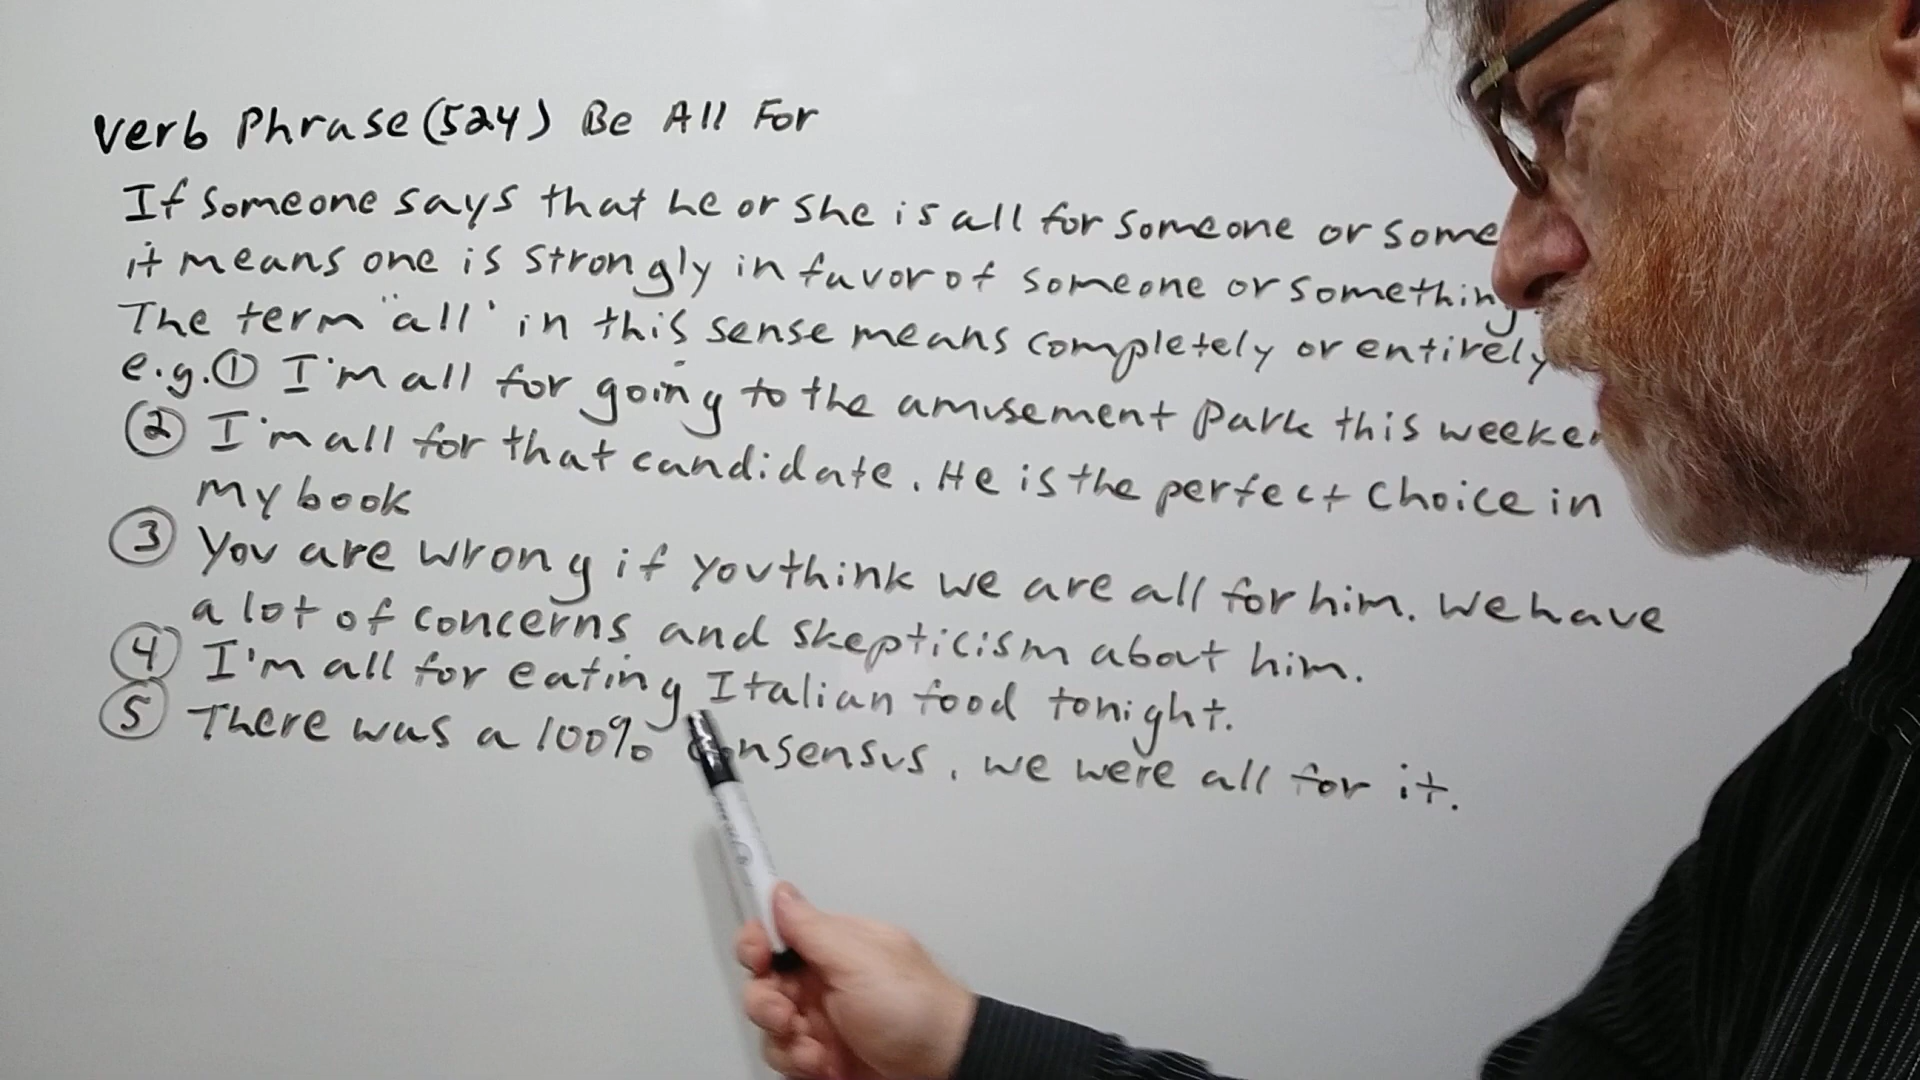 Verb Phrase (524) Be All For
If someone says that he or she is all for someone or some
it means one is strongly in favor of someone or something
The term "all" in this sense means completely or entirely
e.g. ① I'm all for going to the amusement park this weeke
② I'm all for that candidate. He is the perfect choice in
my book
③ You are wrong if you think we are all for him. We have
a lot of concerns and skepticism about him.
④ I'm all for eating Italian food tonight.
⑤ There was a 100% consensus. We were all for it.